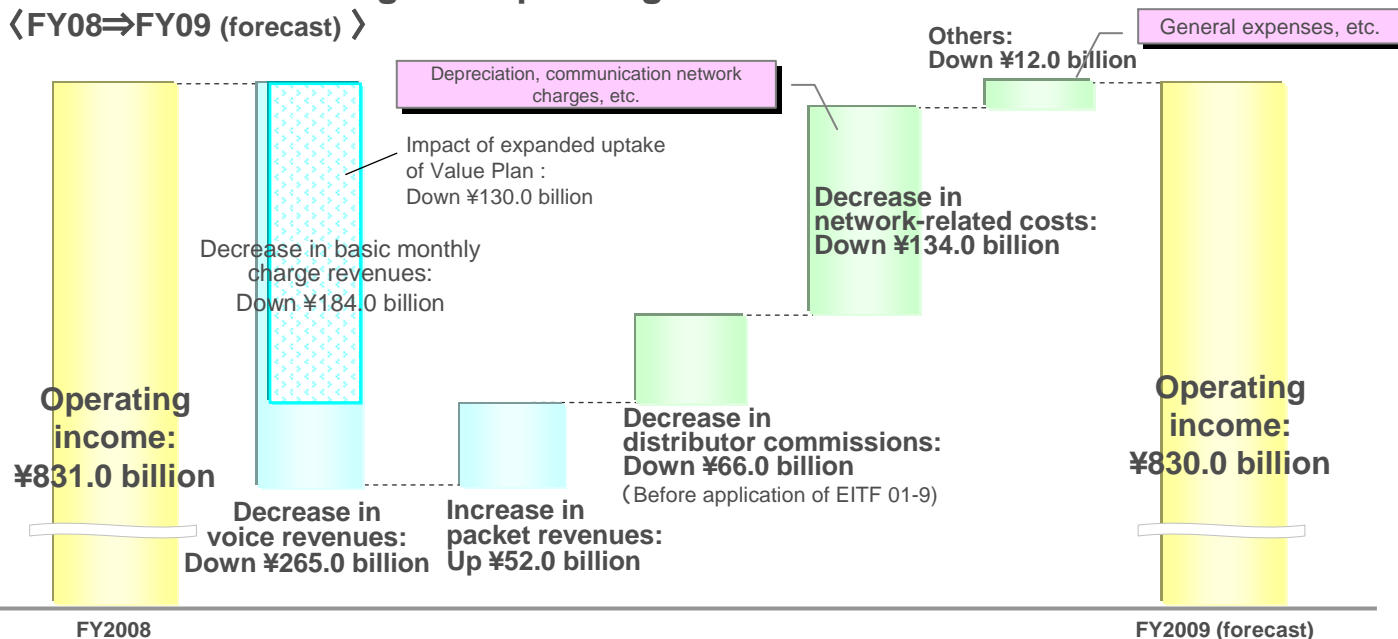 〈FY08⇒FY09 (forecast) 〉
General expenses, etc.
Others:
Down ¥12.0 billion
Depreciation, communication network
charges, etc.
Impact of expanded uptake
of Value Plan :
Down ¥130.0 billion
Decrease in
network-related costs:
Down ¥134.0 billion
Decrease in basic monthly
charge revenues:
Down ¥184.0 billion
Operating
income:
¥831.0 billion
Operating
income:
¥830.0 billion
Decrease in
distributor commissions:
Down ¥66.0 billion
(Before application of EITF 01-9)
Decrease in
voice revenues:
Down ¥265.0 billion
Increase in
packet revenues:
Up ¥52.0 billion
FY2008
FY2009 (forecast)